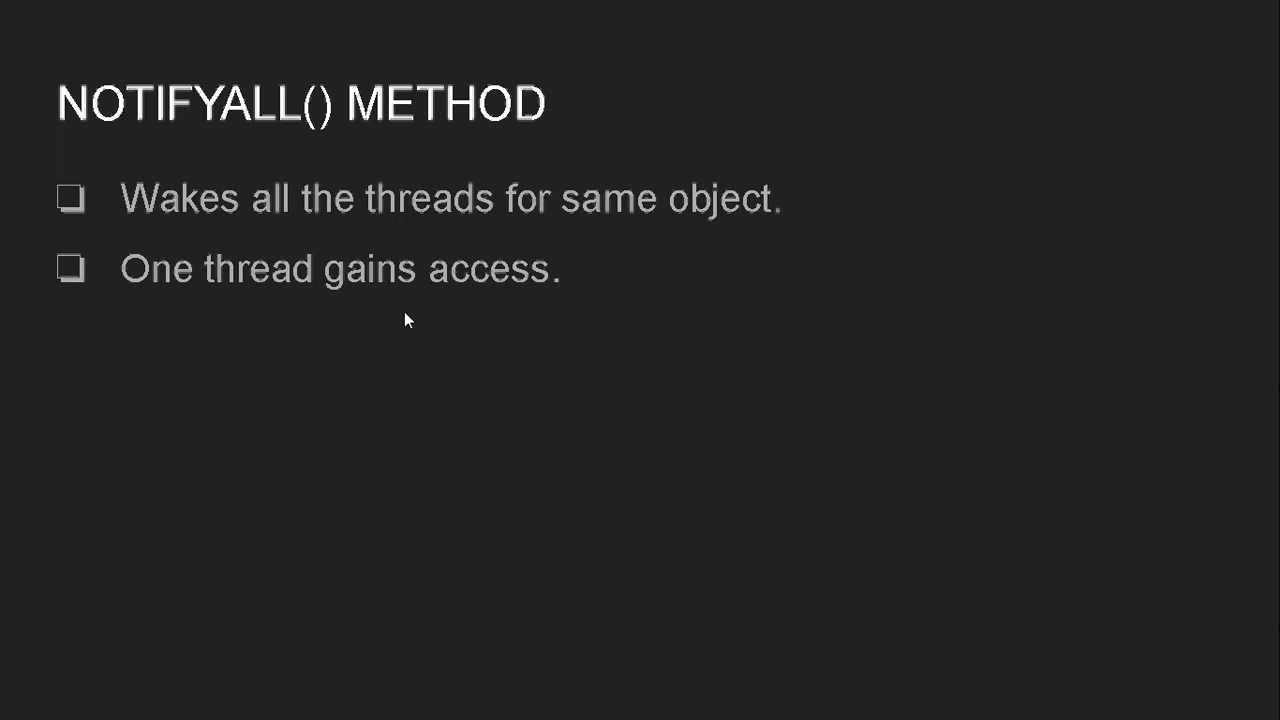 NOTIFYALL() METHOD
Wakes all the threads for same object.
One thread gains access.